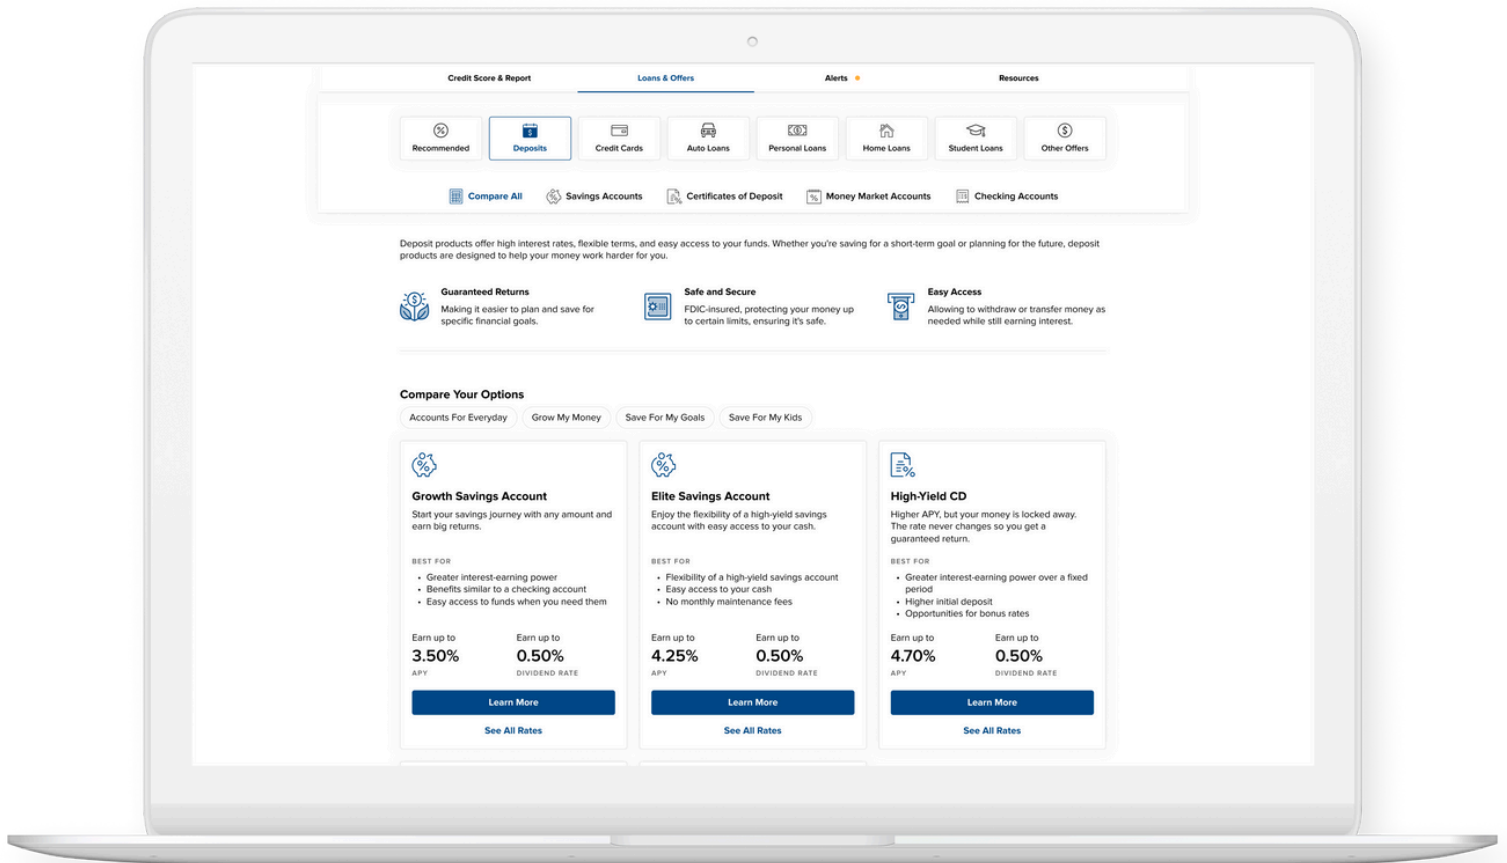 Credit Score & Report
Loans & Offers
Alerts
Resources
Recommended
Deposits
Credit Cards
Auto Loans
Personal Loans
Home Loans
Student Loans
Other Offers
Compare All
Savings Accounts
Certificates of Deposit
Money Market Accounts
Checking Accounts
Deposit products offer high interest rates, flexible terms, and easy access to your funds. Whether you're saving for a short-term goal or planning for the future, deposit
products are designed to help your money work harder for you.
Guaranteed Returns
Making it easier to plan and save for
specific financial goals.
Safe and Secure
FDIC-insured, protecting your money up
to certain limits, ensuring it's safe.
Easy Access
Allowing to withdraw or transfer money as
needed while still earning interest.
Compare Your Options
Accounts For Everyday
Grow My Money
Save For My Goals
Save For My Kids
Growth Savings Account
Start your savings journey with any amount and
earn big returns.
BEST FOR
• Greater interest-earning power
• Benefits similar to a checking account
• Easy access to funds when you need them
Earn up to
3.50%
APY
Earn up to
0.50%
DIVIDEND RATE
Learn More
See All Rates
Elite Savings Account
Enjoy the flexibility of a high-yield savings
account with easy access to your cash.
BEST FOR
• Flexibility of a high-yield savings account
• Easy access to your cash
• No monthly maintenance fees
Earn up to
4.25%
APY
Earn up to
0.50%
DIVIDEND RATE
Learn More
See All Rates
High-Yield CD
Higher APY, but your money is locked away.
The rate never changes so you get a
guaranteed return.
BEST FOR
• Greater interest-earning power over a fixed
period
• Higher initial deposit
• Opportunities for bonus rates
Earn up to
4.70%
APY
Earn up to
0.50%
DIVIDEND RATE
Learn More
See All Rates